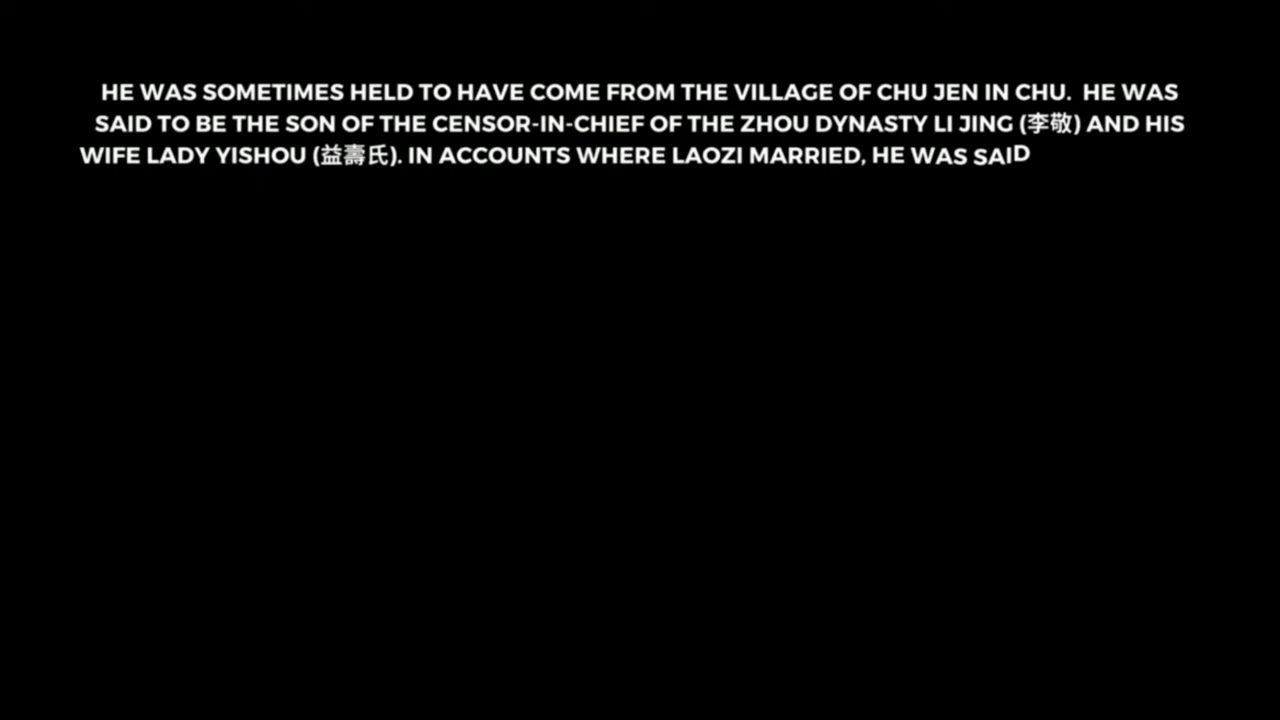 HE WAS SOMETIMES HELD TO HAVE COME FROM THE VILLAGE OF CHU JEN IN CHU. HE WAS
SAID TO BE THE SON OF THE CENSOR-IN-CHIEF OF THE ZHOU DYNASTY LI JING (李敬) AND HIS
WIFE LADY YISHOU (益壽氏). IN ACCOUNTS WHERE LAOZI MARRIED, HE WAS SAID